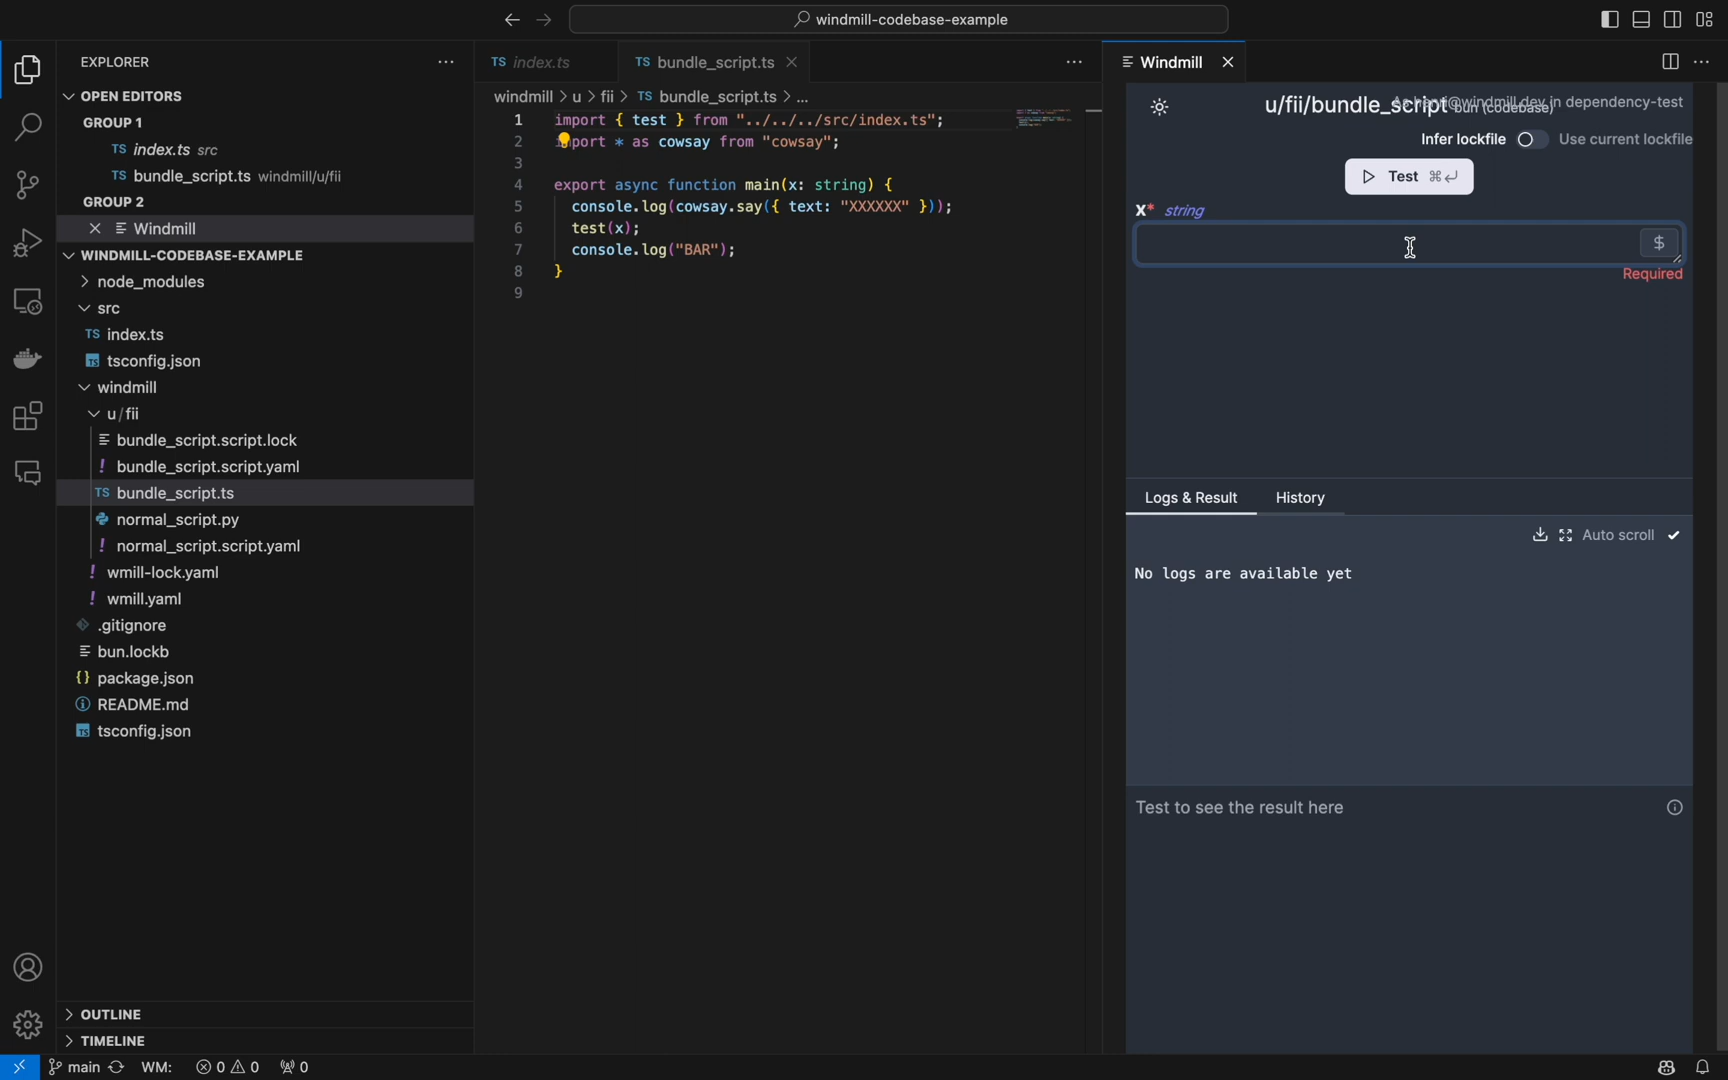 windmill-codebase-example
EXPLORER
OPEN EDITORS
GROUP 1
TS index.ts src
TS bundle_script.ts windmill/u/fii
GROUP 2
Windmill
WINDMILL-CODEBASE-EXAMPLE
node_modules
src
TS index.ts
TS tsconfig.json
windmill
u/fii
bundle_script.script.lock
! bundle_script.script.yaml
TS bundle_script.ts
normal_script.py
! normal_script.script.yaml
! wmill-lock.yaml
! wmill.yaml
.gitignore
bun.lockb
{} package.json
README.md
TS tsconfig.json
OUTLINE
TIMELINE
TS index.ts
TS bundle_script.ts
windmill > u > fii > TS bundle_script.ts > ...
1 import { test } from "../../../src/index.ts";
2 import * as cowsay from "cowsay";
3
4 export async function main(x: string) {
5 console.log(cowsay.say({ text: "XXXXXX" }));
6 test(x);
7 console.log("BAR");
8 }
9
Windmill
u/fii/bundle_script bun (codebase)
As henri@windmill.dev in dependency-test
Infer lockfile Use current lockfile
Test ⌘
X* string
$
Required
Logs & Result History
Auto scroll
No logs are available yet
Test to see the result here
main WM: 0 0 0